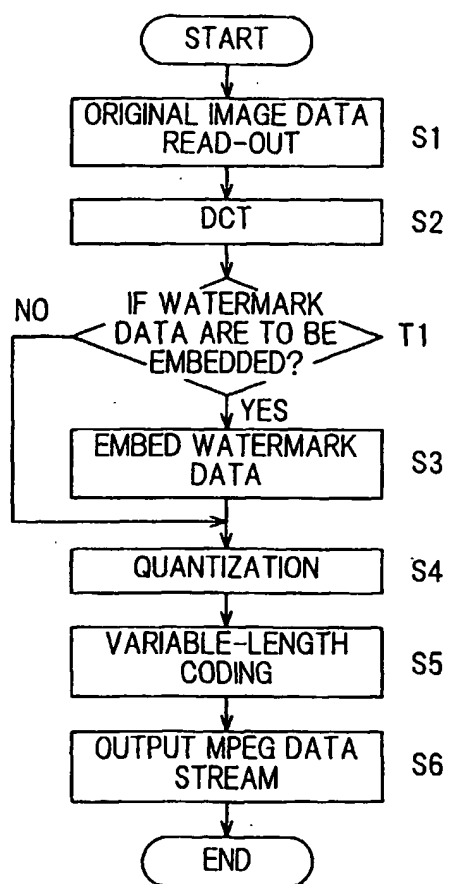 START
ORIGINAL IMAGE DATA
READ-OUT
S1
DCT
S2
NO
IF WATERMARK
DATA ARE TO BE
EMBEDDED?
T1
YES
EMBED WATERMARK
DATA
S3
QUANTIZATION
S4
VARIABLE-LENGTH
CODING
S5
OUTPUT MPEG DATA
STREAM
S6
END